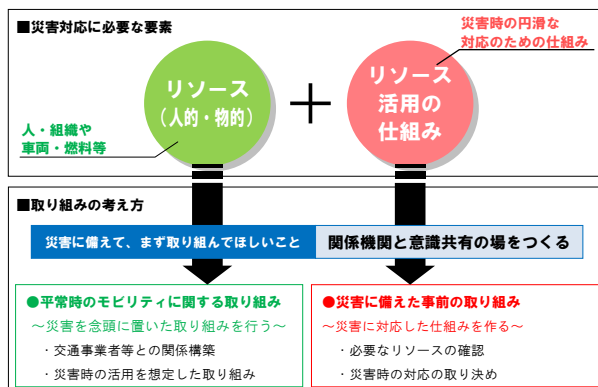 ■災害対応に必要な要素
災害時の円滑な
対応のための仕組み
リソース
（人的・物的）
＋
リソース
活用の
仕組み
人・組織や
車両・燃料等
■取り組みの考え方
災害に備えて、まず取り組んでほしいこと
関係機関と意識共有の場をつくる
●平常時のモビリティに関する取り組み
～災害を念頭に置いた取り組みを行う～
・交通事業者等との関係構築
・災害時の活用を想定した取り組み
●災害に備えた事前の取り組み
～災害に対応した仕組みを作る～
・必要なリソースの確認
・災害時の対応の取り決め